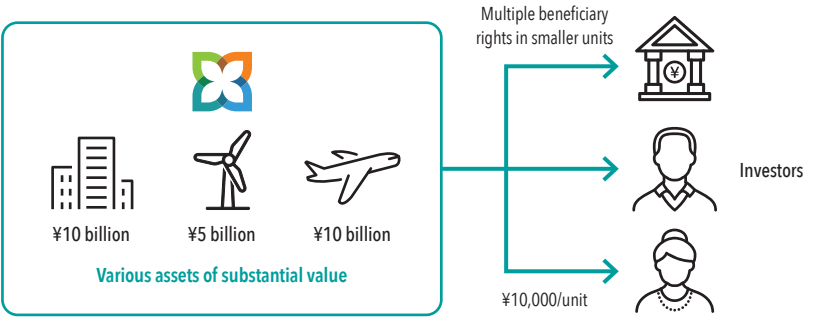 Multiple beneficiary
rights in smaller units
¥
Investors
¥10 billion
¥5 billion
¥10 billion
Various assets of substantial value
¥10,000/unit